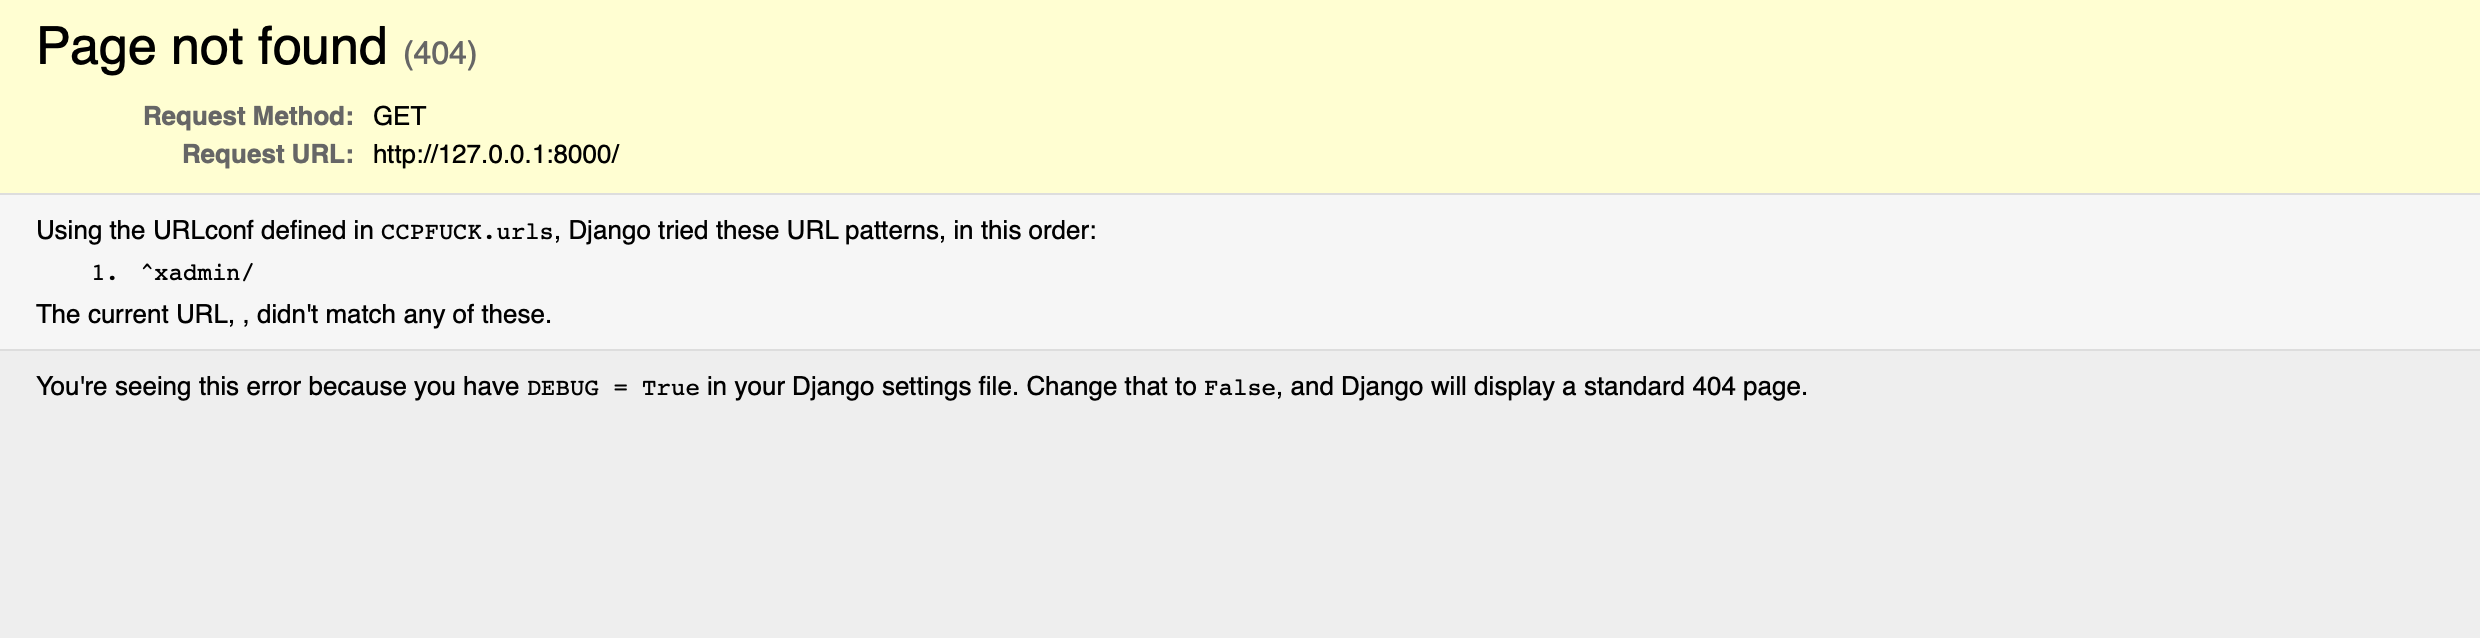 Page not found (404)
Request Method: GET
Request URL: http://127.0.0.1:8000/
Using the URLconf defined in CCPFUCK.urls, Django tried these URL patterns, in this order:
1. ^xadmin/
The current URL, , didn't match any of these.
You're seeing this error because you have DEBUG = True in your Django settings file. Change that to False, and Django will display a standard 404 page.